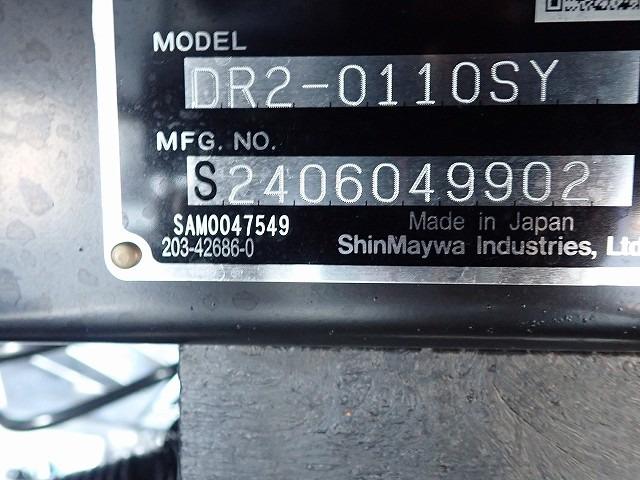 MODEL
DR2-0110SY
MFG. NO.
S2406049902
SAM0047549
Made in Japan
203-42686-0
ShinMaywa Industries, Ltd